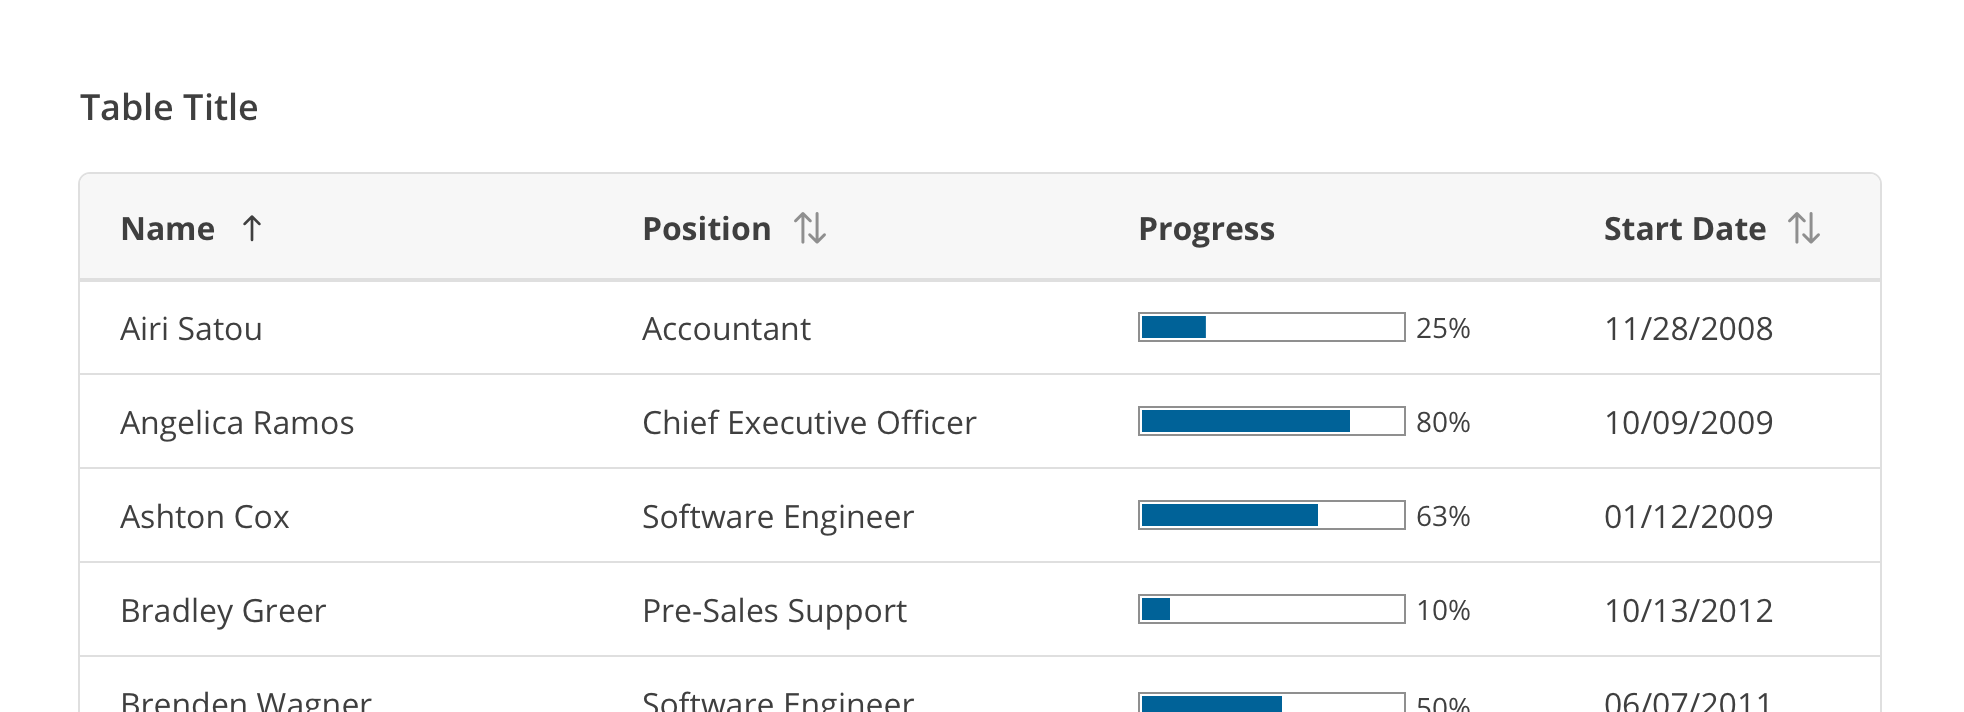 Table Title
Name Position Progress Start Date
Airi Satou Accountant 25% 11/28/2008
Angelica Ramos Chief Executive Officer 80% 10/09/2009
Ashton Cox Software Engineer 63% 01/12/2009
Bradley Greer Pre-Sales Support 10% 10/13/2012
Brenden Wagner Software Engineer 50% 06/07/2011